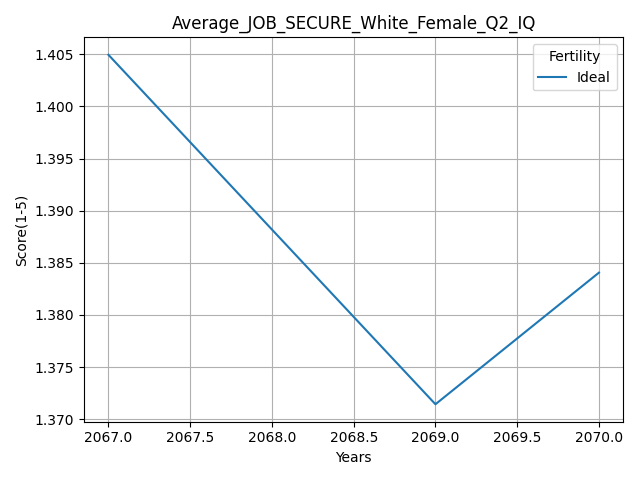 Average_JOB_SECURE_White_Female_Q2_IQ
Fertility
Ideal
Score(1-5)
1.405
1.400
1.395
1.390
1.385
1.380
1.375
1.370
2067.0 2067.5 2068.0 2068.5 2069.0 2069.5 2070.0
Years